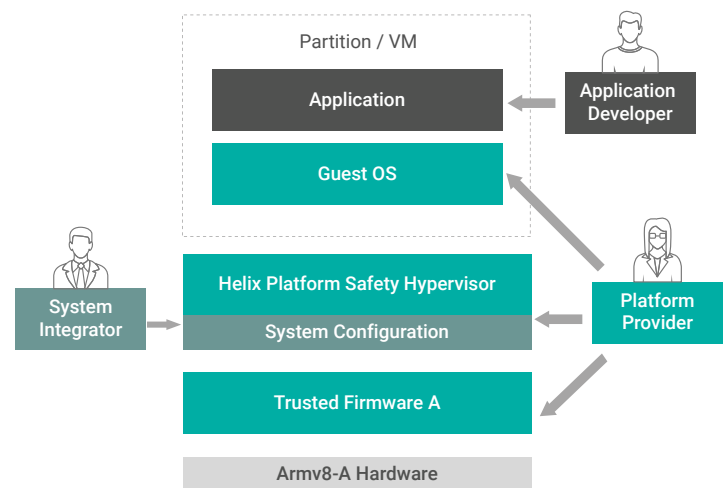 Partition / VM
Application
Application
Developer
Guest OS
System
Integrator
Helix Platform Safety Hypervisor
System Configuration
Platform
Provider
Trusted Firmware A
Armv8-A Hardware